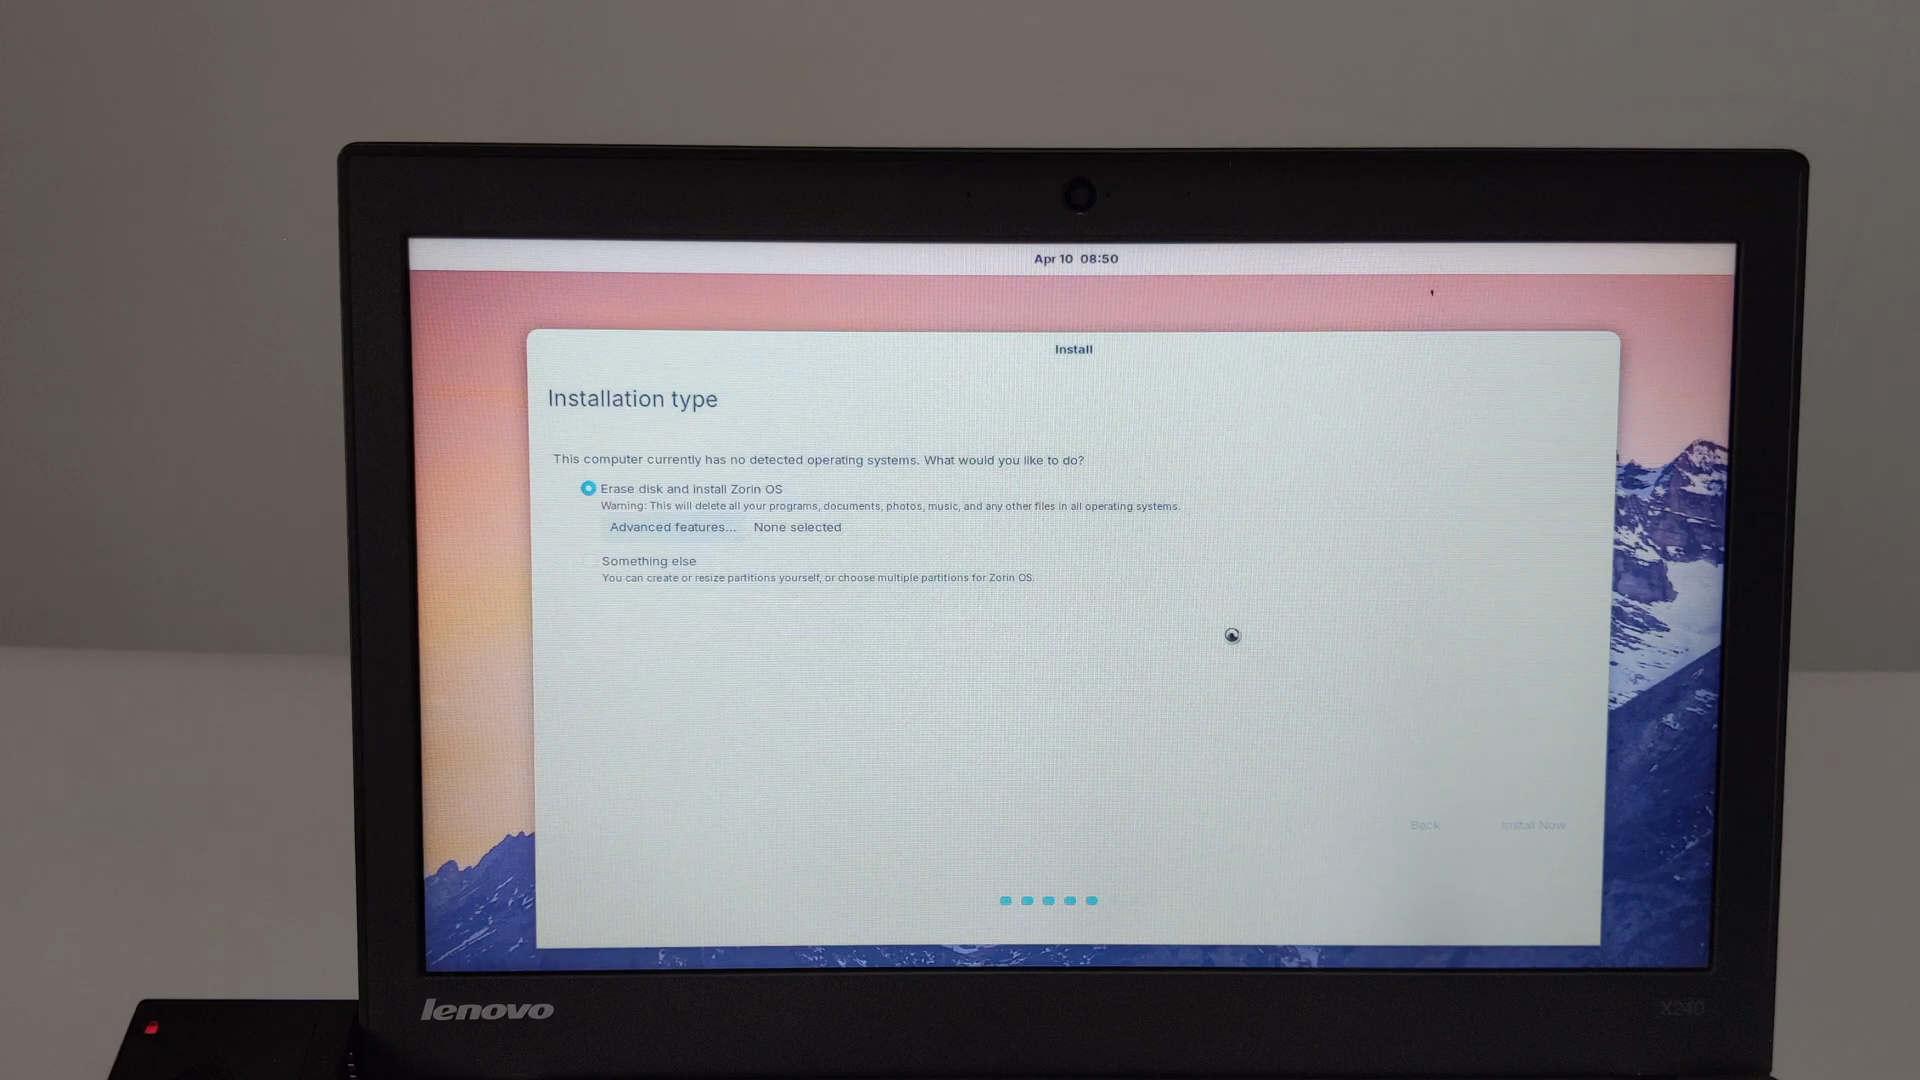 Apr 10 08:50
Install
Installation type
This computer currently has no detected operating systems. What would you like to do?
Erase disk and install Zorin OS
Warning: This will delete all your programs, documents, photos, music, and any other files in all operating systems.
Advanced features... None selected
Something else
You can create or resize partitions yourself, or choose multiple partitions for Zorin OS.
Back Install Now
lenovo X240